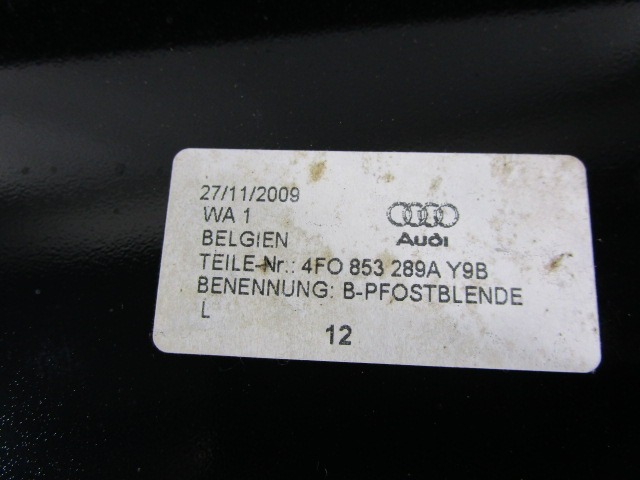 27/11/2009
WA 1
BELGIEN
Audi
TEILE-Nr.: 4FO 853 289A Y9B
BENENNUNG: B-PFOSTBLENDE
L
12